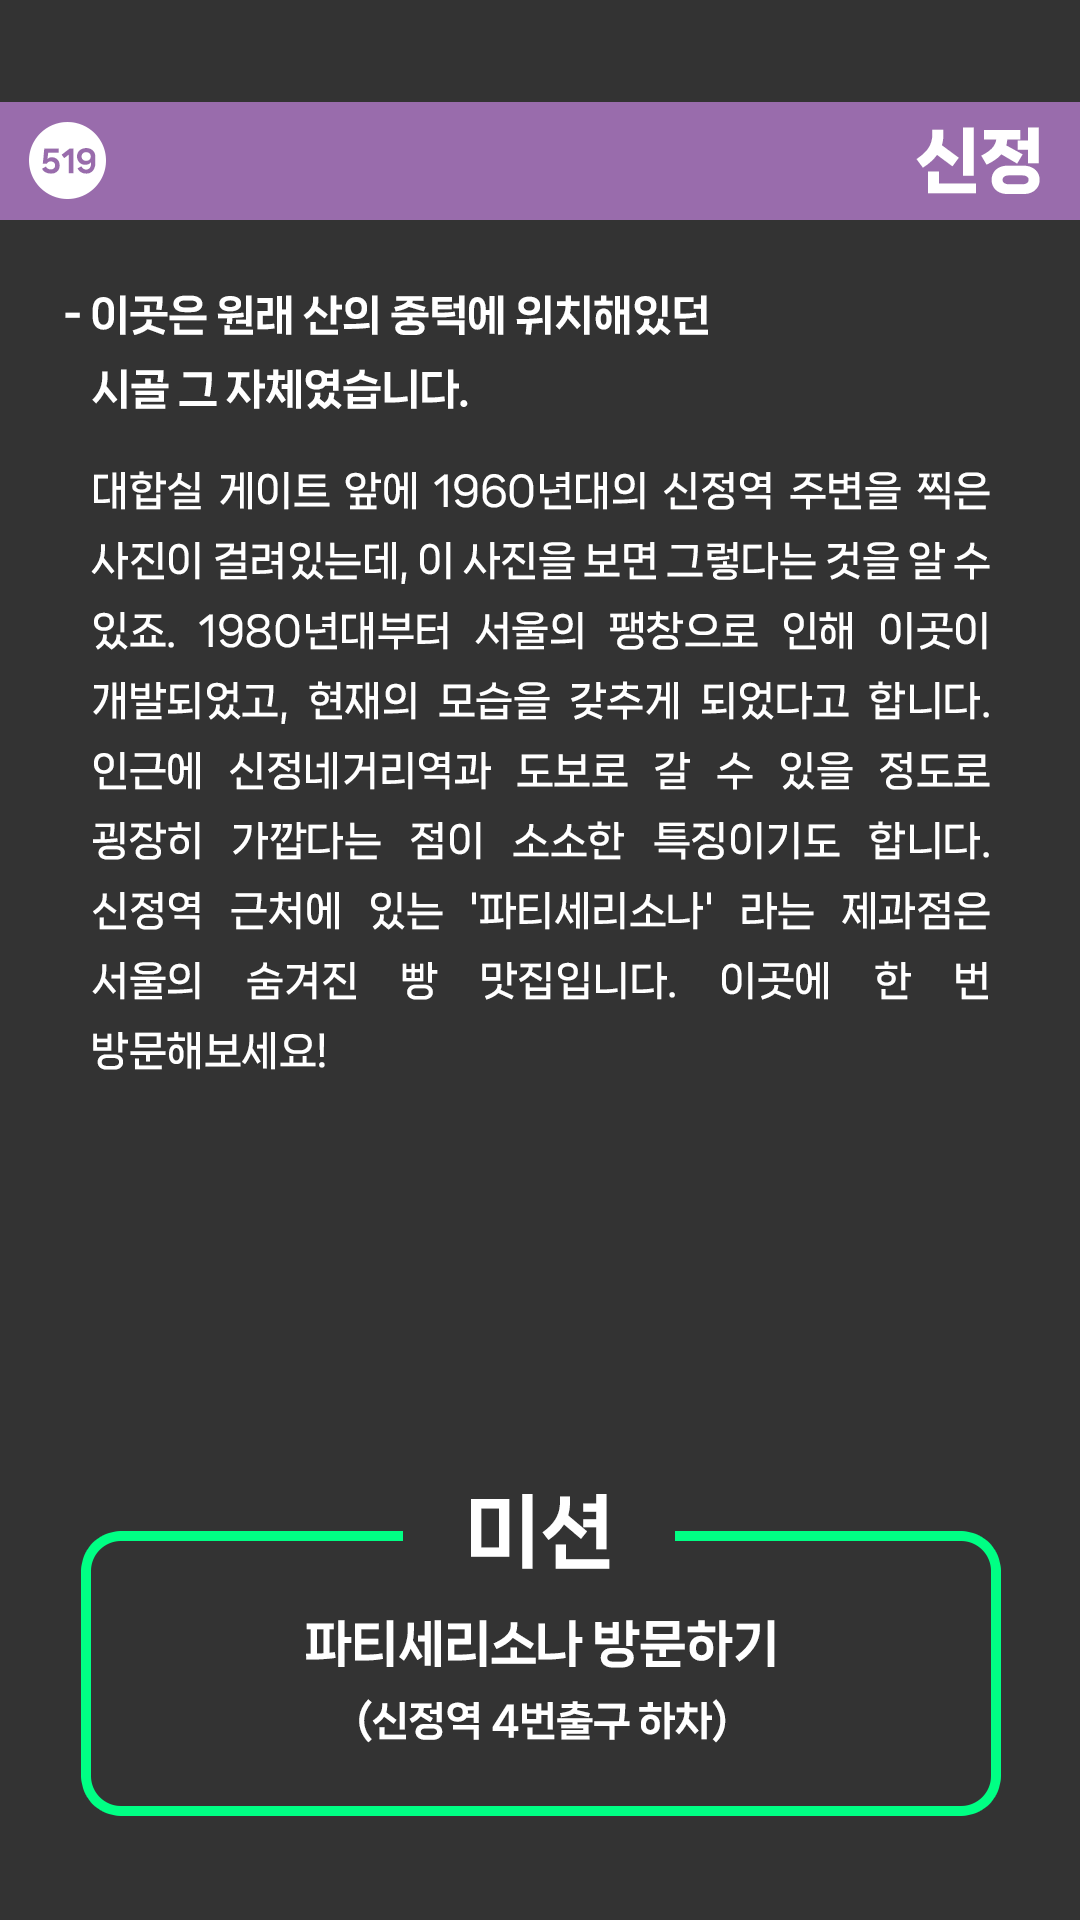 519
신정
- 이곳은 원래 산의 중턱에 위치해있던
시골 그 자체였습니다.
대합실 게이트 앞에 1960년대의 신정역 주변을 찍은
사진이 걸려있는데, 이 사진을 보면 그렇다는 것을 알 수
있죠. 1980년대부터 서울의 팽창으로 인해 이곳이
개발되었고, 현재의 모습을 갖추게 되었다고 합니다.
인근에 신정네거리역과 도보로 갈 수 있을 정도로
굉장히 가깝다는 점이 소소한 특징이기도 합니다.
신정역 근처에 있는 '파티세리소나' 라는 제과점은
서울의 숨겨진 빵 맛집입니다. 이곳에 한 번
방문해보세요!
미션
파티세리소나 방문하기
(신정역 4번출구 하차)